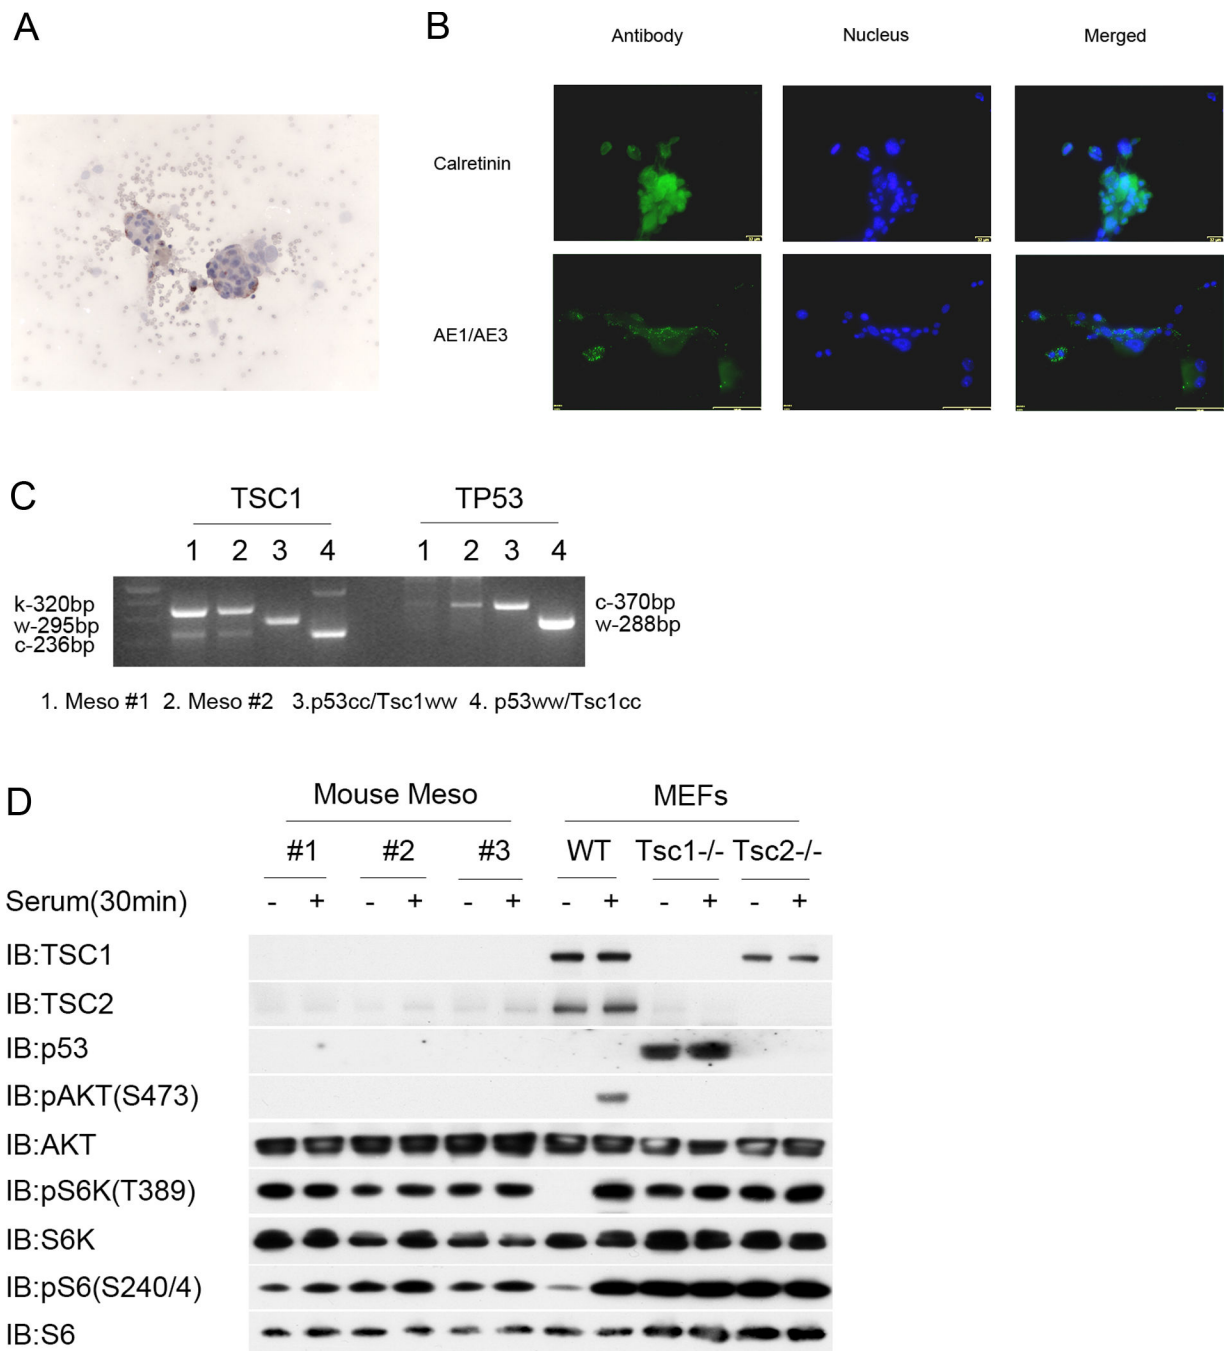 A
B
Antibody Nucleus Merged
Calretinin
AE1/AE3
C
TSC1 TP53
1 2 3 4 1 2 3 4
k-320bp
w-295bp
c-236bp
c-370bp
w-288bp
1. Meso #1 2. Meso #2 3.p53cc/Tsc1ww 4. p53ww/Tsc1cc
D
Mouse Meso MEFs
#1 #2 #3 WT Tsc1-/- Tsc2-/-
Serum(30min) - + - + - + - + - + - +
IB:TSC1
IB:TSC2
IB:p53
IB:pAKT(S473)
IB:AKT
IB:pS6K(T389)
IB:S6K
IB:pS6(S240/4)
IB:S6